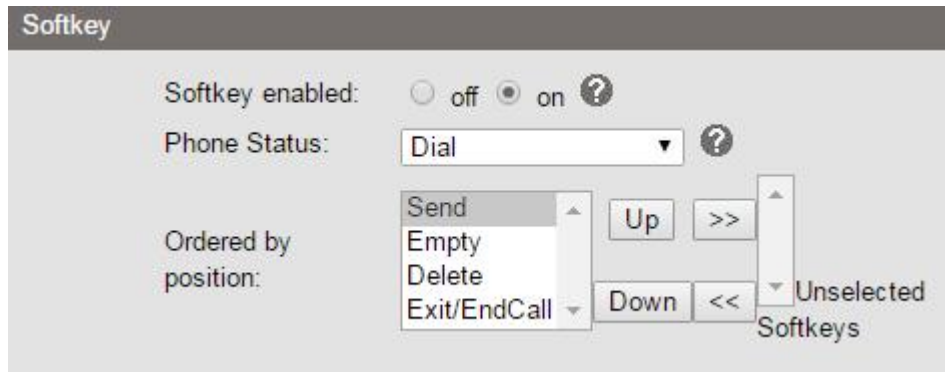 Softkey
Softkey enabled: off on ?
Phone Status: Dial ?
Ordered by
position:
Send
Empty
Delete
Exit/EndCall
Up >>
Down <<
Unselected
Softkeys